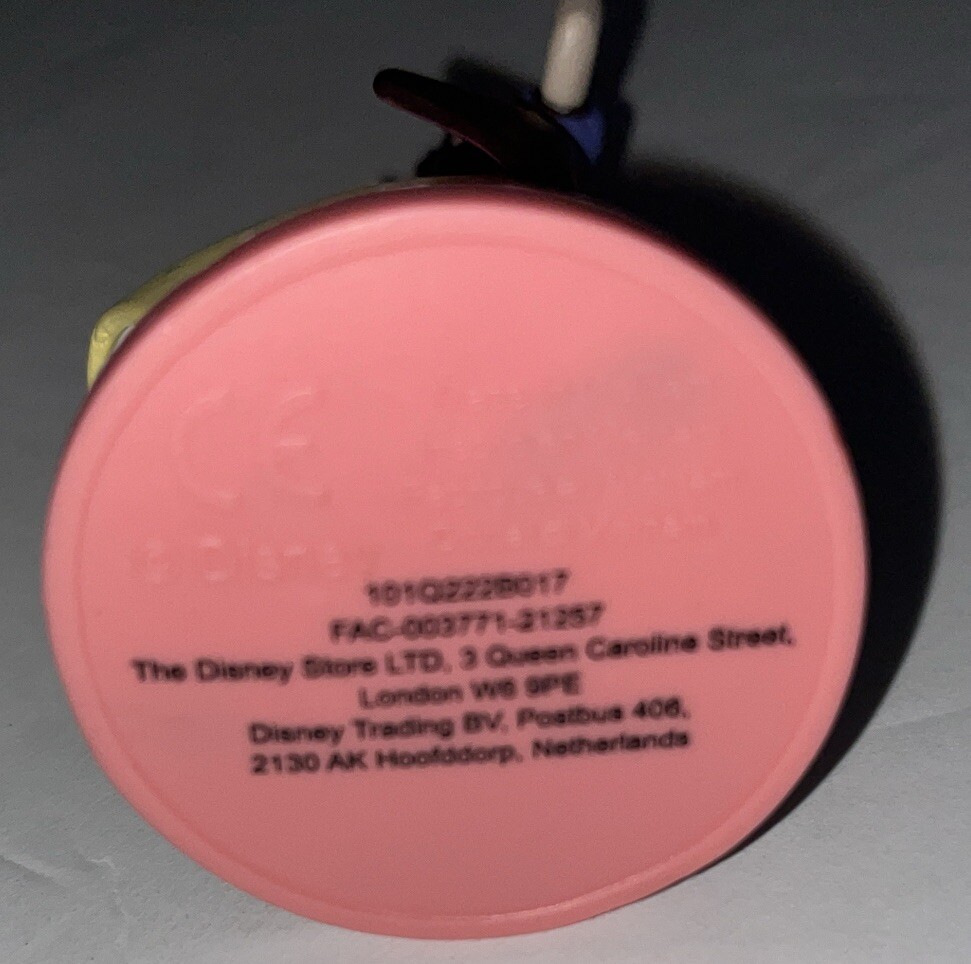 CE
© Disney
101Q222B017
FAC-003771-21257
The Disney Store LTD, 3 Queen Caroline Street,
London W6 9PE
Disney Trading BV, Postbus 406,
2130 AK Hoofddorp, Netherlands